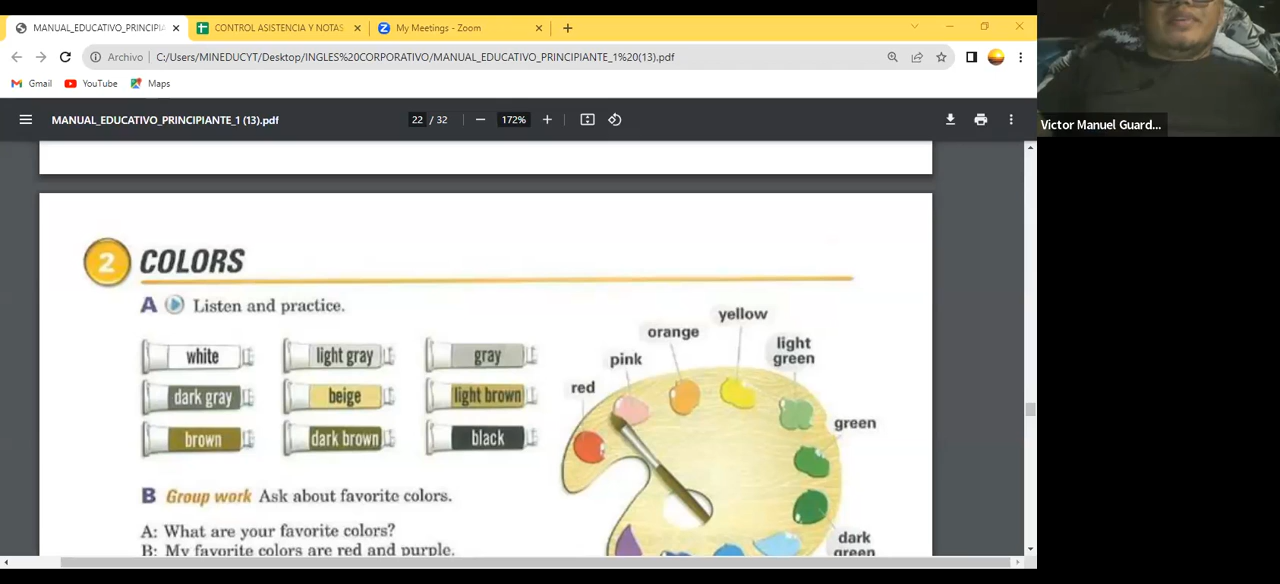 MANUAL_EDUCATIVO_PRINCIPIA
CONTROL ASISTENCIA Y NOTAS
My Meetings - Zoom
Archivo
C:/Users/MINEDUCYT/Desktop/INGLES%20CORPORATIVO/MANUAL_EDUCATIVO_PRINCIPIANTE_1%20(13).pdf
Gmail
YouTube
Maps
MANUAL_EDUCATIVO_PRINCIPIANTE_1 (13).pdf
22 / 32
172%
Victor Manuel Guard...
2 COLORS
A Listen and practice.
white
light gray
gray
dark gray
beige
light brown
brown
dark brown
black
red
pink
orange
yellow
light
green
green
dark
green
B Group work Ask about favorite colors.
A: What are your favorite colors?
B: My favorite colors are red and purple.